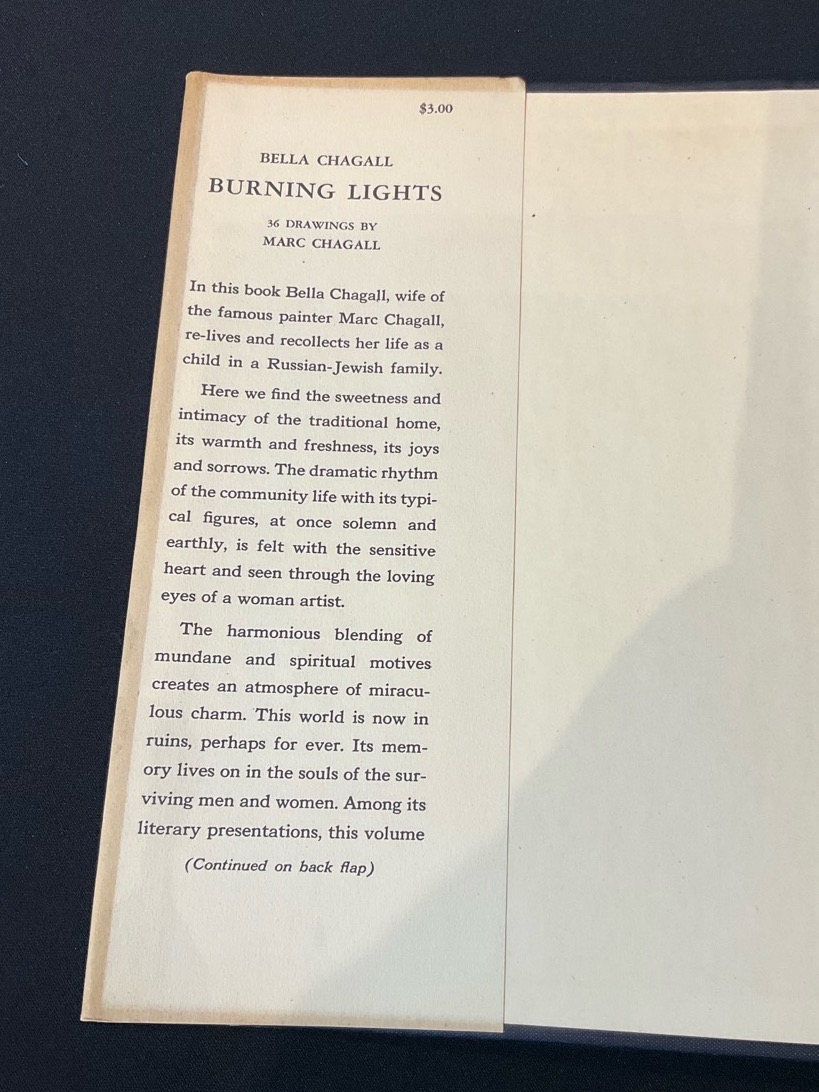 $3.00
BELLA CHAGALL
BURNING LIGHTS
36 DRAWINGS BY
MARC CHAGALL
In this book Bella Chagall, wife of
the famous painter Marc Chagall,
re-lives and recollects her life as a
child in a Russian-Jewish family.
Here we find the sweetness and
intimacy of the traditional home,
its warmth and freshness, its joys
and sorrows. The dramatic rhythm
of the community life with its typi-
cal figures, at once solemn and
earthly, is felt with the sensitive
heart and seen through the loving
eyes of a woman artist.
The harmonious blending of
mundane and spiritual motives
creates an atmosphere of miracu-
lous charm. This world is now in
ruins, perhaps for ever. Its mem-
ory lives on in the souls of the sur-
viving men and women. Among its
literary presentations, this volume
(Continued on back flap)